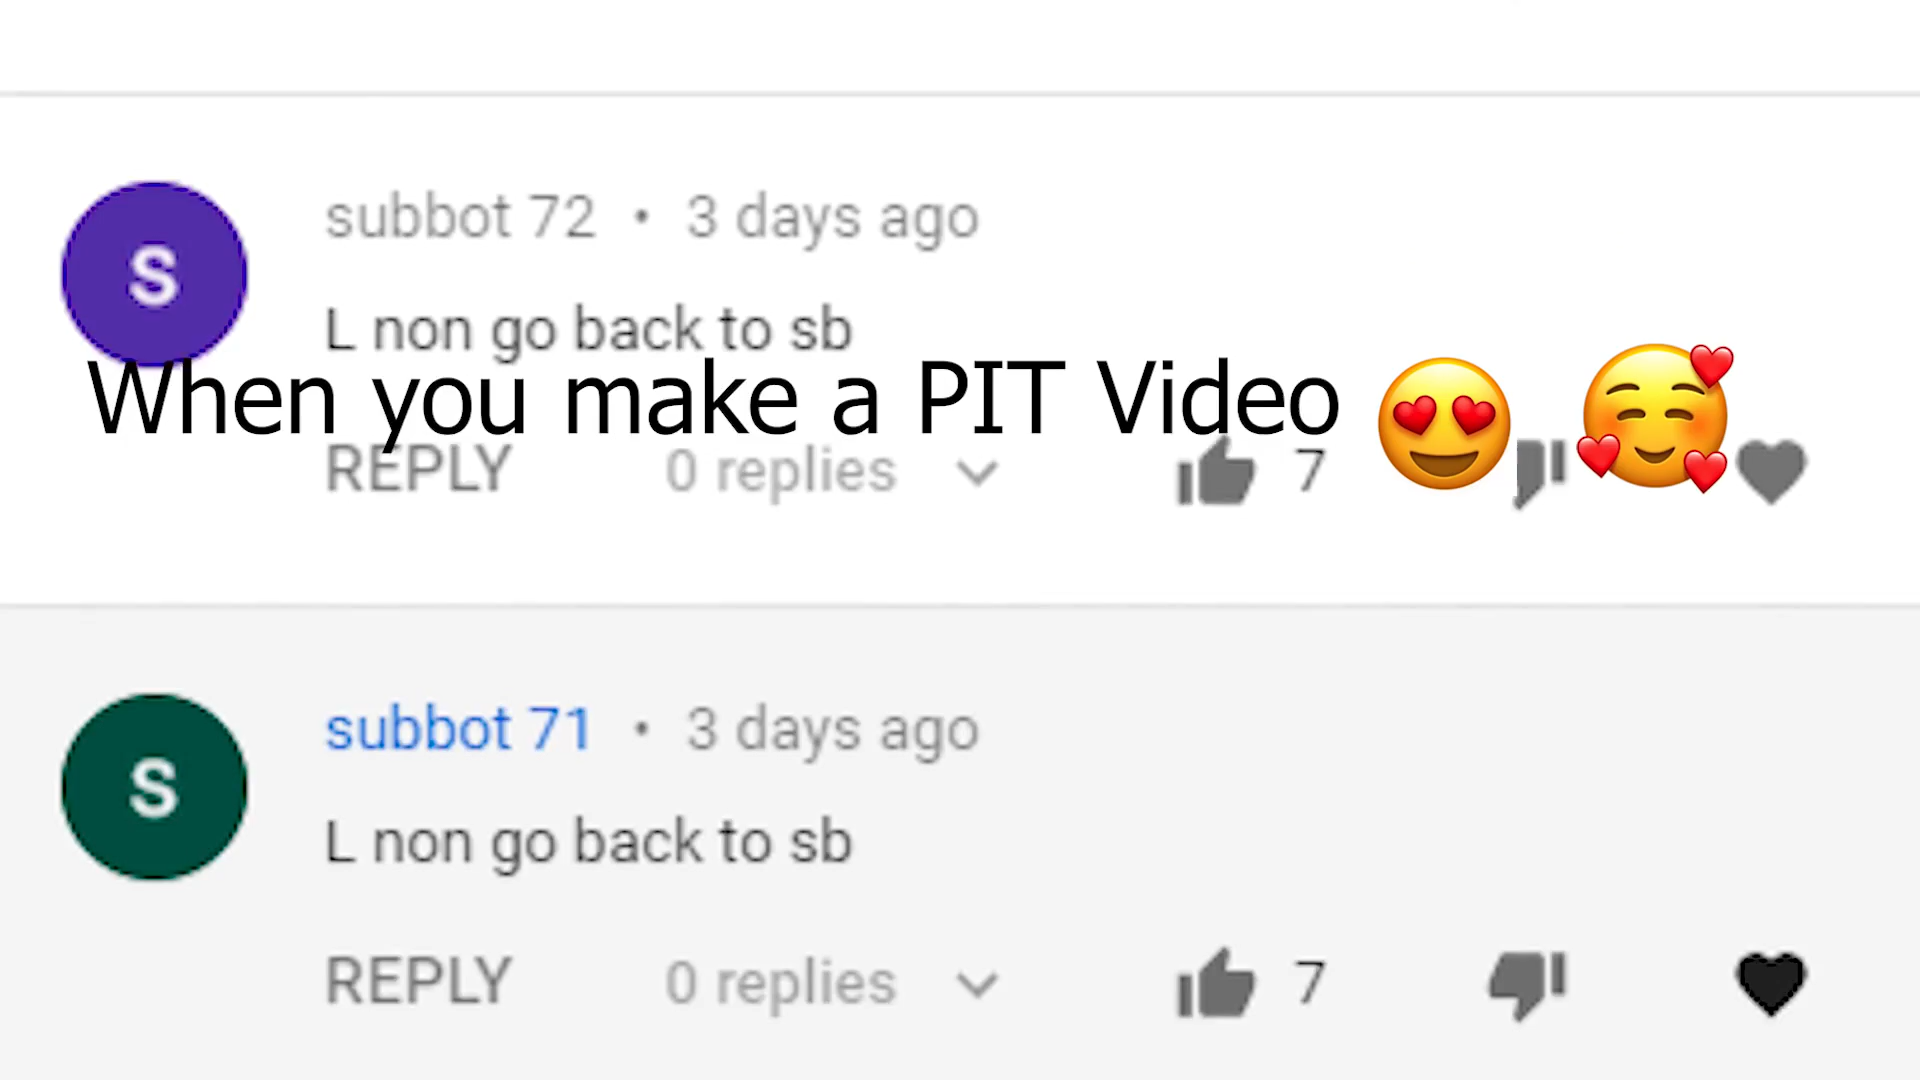 S
subbot 72 • 3 days ago
L non go back to sb
When you make a PIT Video 😍 🥰
REPLY 0 replies 7
S
subbot 71 • 3 days ago
L non go back to sb
REPLY 0 replies 7